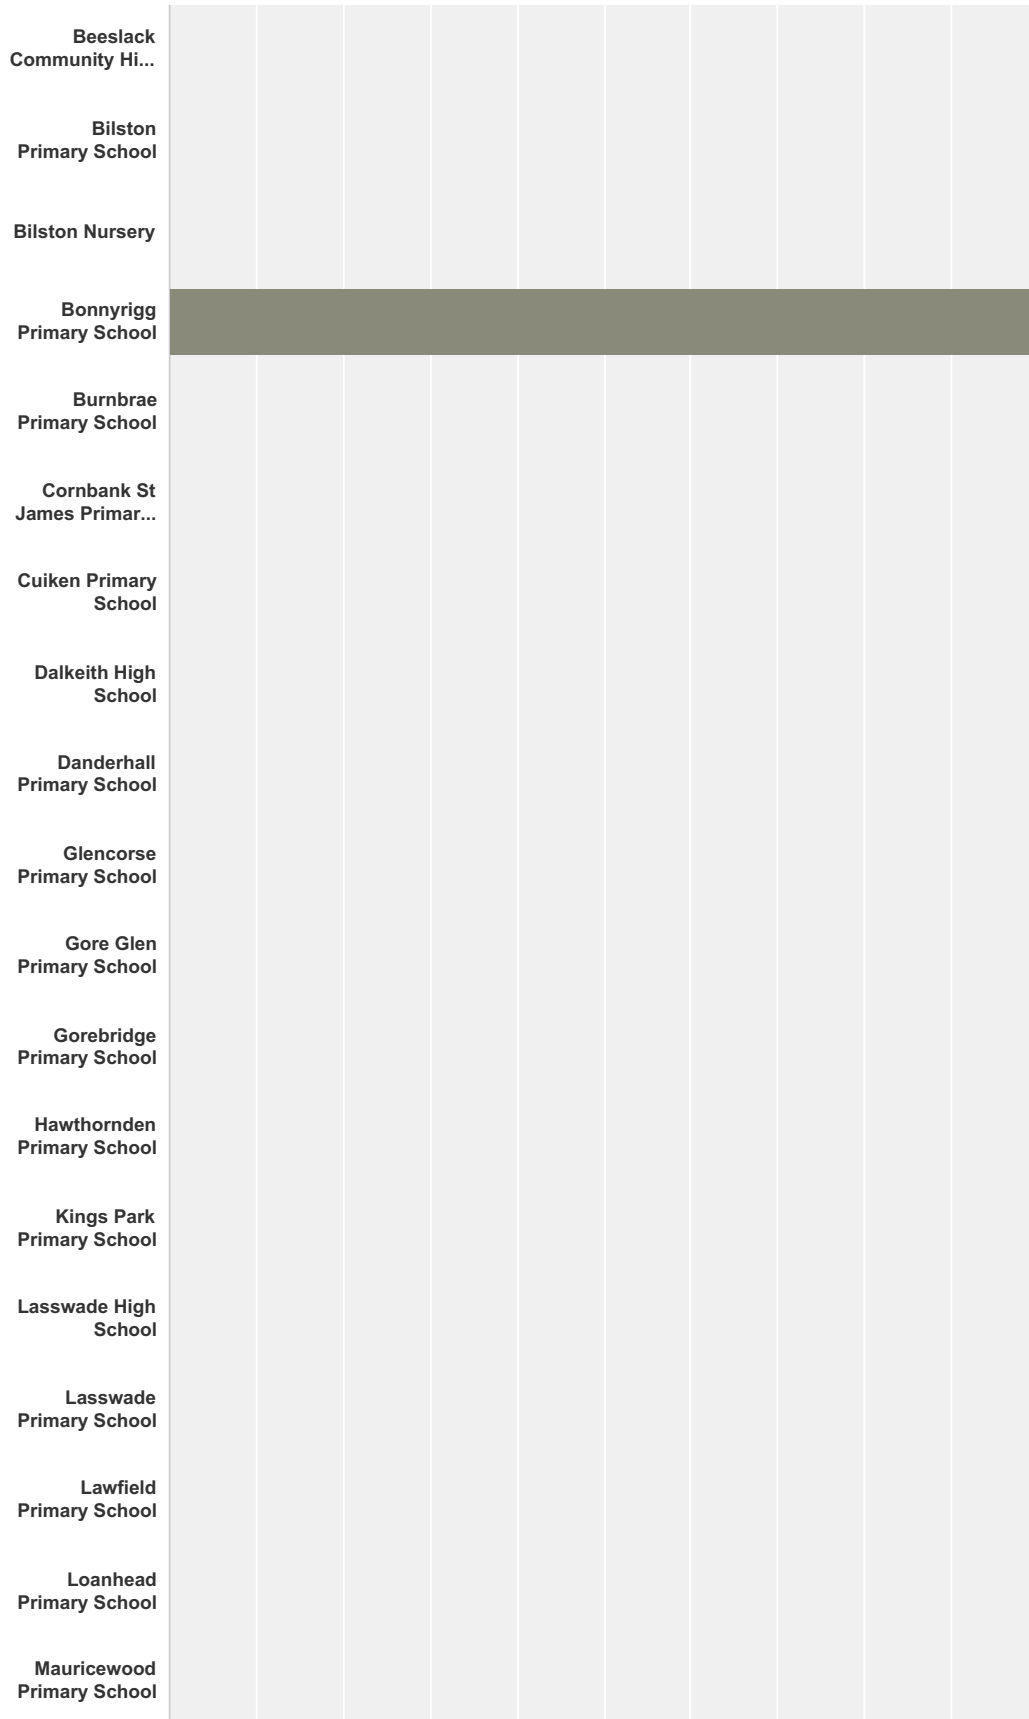 Beeslack
Community Hi...
Bilston
Primary School
Bilston Nursery
Bonnyrigg
Primary School
Burnbrae
Primary School
Cornbank St
James Primar...
Cuiken Primary
School
Dalkeith High
School
Danderhall
Primary School
Glencorse
Primary School
Gore Glen
Primary School
Gorebridge
Primary School
Hawthornden
Primary School
Kings Park
Primary School
Lasswade High
School
Lasswade
Primary School
Lawfield
Primary School
Loanhead
Primary School
Mauricewood
Primary School